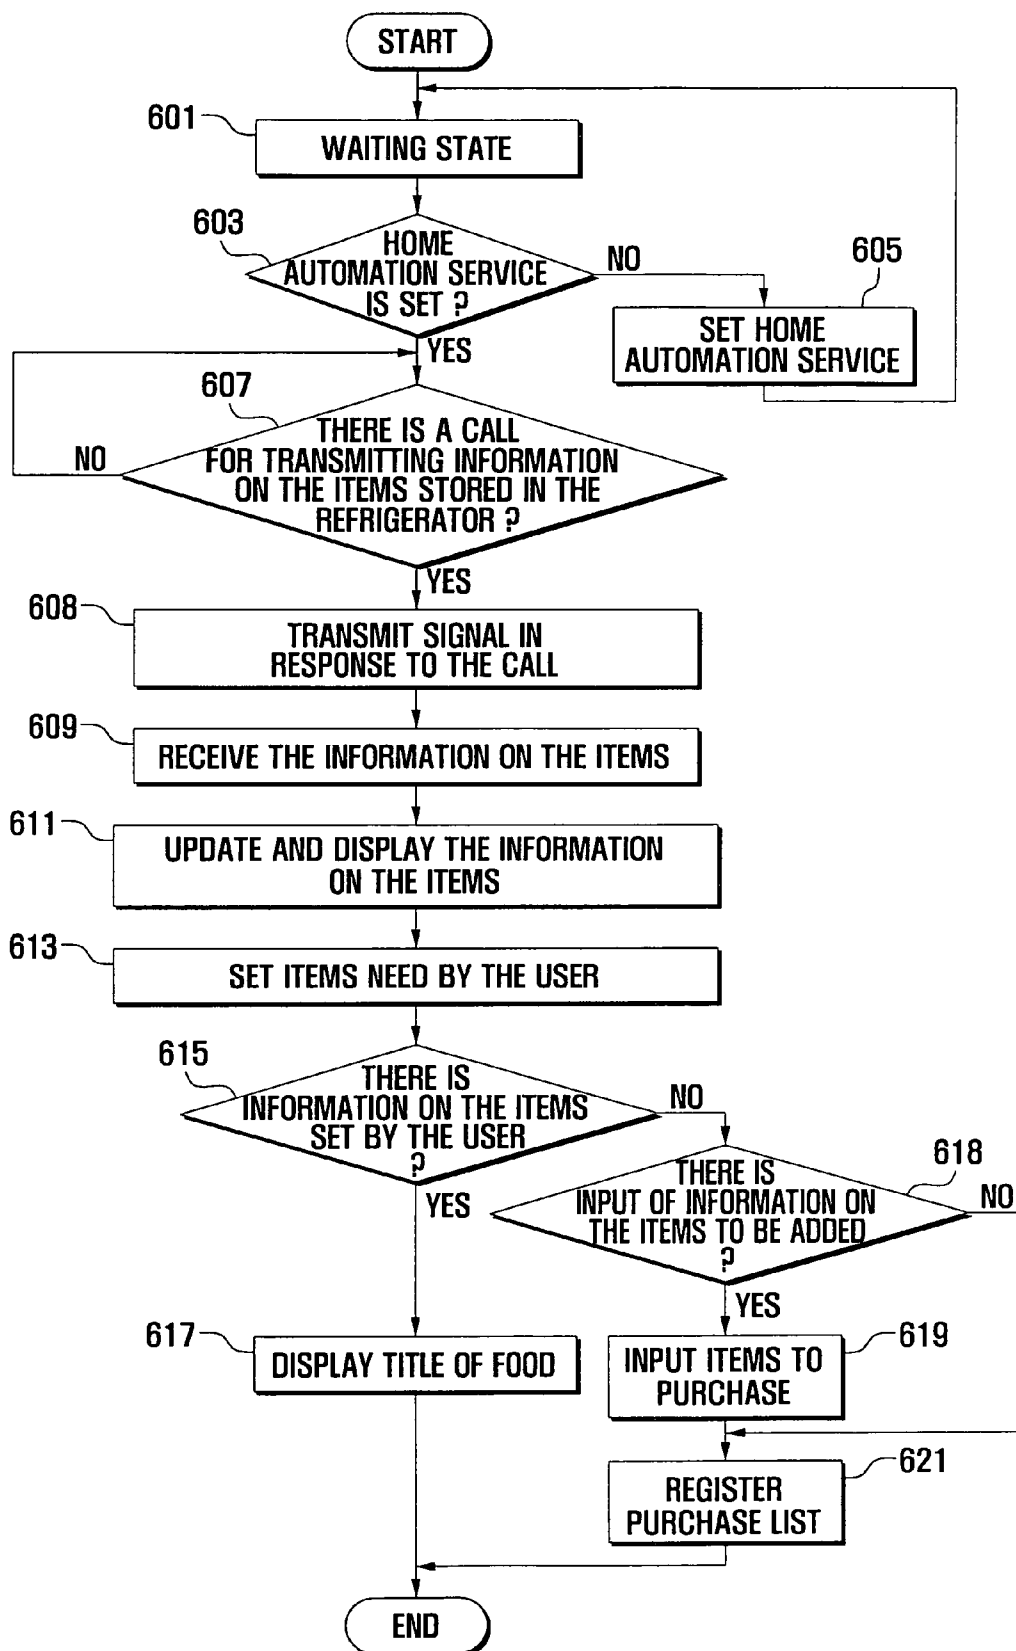 START
601
WAITING STATE
603
HOME
AUTOMATION SERVICE
IS SET ?
NO
605
SET HOME
AUTOMATION SERVICE
YES
607
THERE IS A CALL
FOR TRANSMITTING INFORMATION
ON THE ITEMS STORED IN THE
REFRIGERATOR ?
NO
YES
608
TRANSMIT SIGNAL IN
RESPONSE TO THE CALL
609
RECEIVE THE INFORMATION ON THE ITEMS
611
UPDATE AND DISPLAY THE INFORMATION
ON THE ITEMS
613
SET ITEMS NEED BY THE USER
615
THERE IS
INFORMATION ON THE ITEMS
SET BY THE USER
?
NO
YES
618
THERE IS
INPUT OF INFORMATION ON
THE ITEMS TO BE ADDED
?
NO
YES
617
DISPLAY TITLE OF FOOD
619
INPUT ITEMS TO
PURCHASE
621
REGISTER
PURCHASE LIST
END